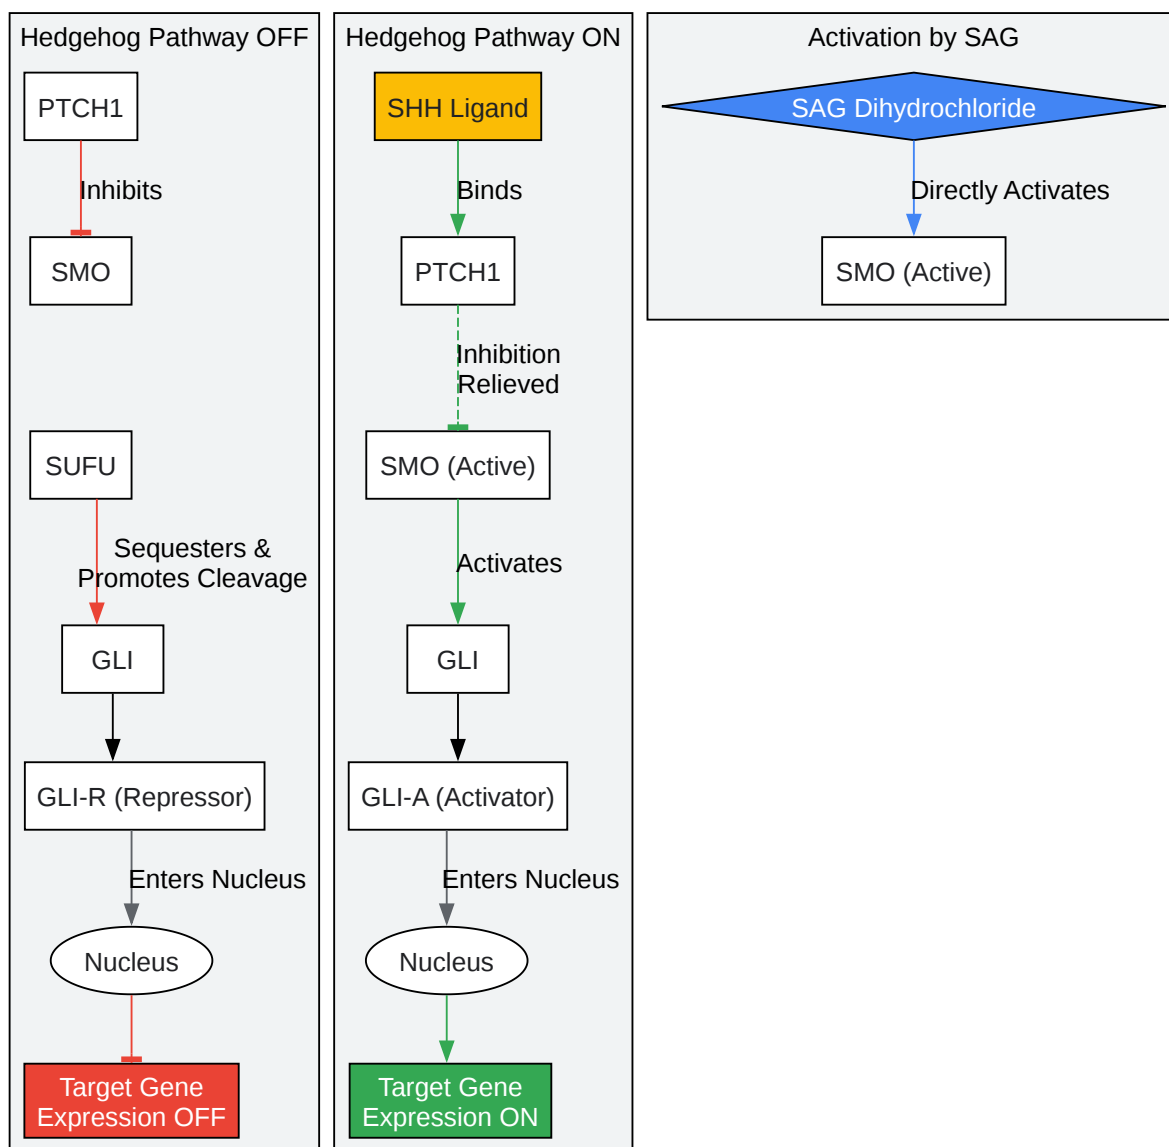 Hedgehog Pathway OFF
PTCH1
Inhibits
SMO
SUFU
Sequesters &
Promotes Cleavage
GLI
GLI-R (Repressor)
Enters Nucleus
Nucleus
Target Gene
Expression OFF
Hedgehog Pathway ON
SHH Ligand
Binds
PTCH1
Inhibition
Relieved
SMO (Active)
Activates
GLI
GLI-A (Activator)
Enters Nucleus
Nucleus
Target Gene
Expression ON
Activation by SAG
SAG Dihydrochloride
Directly Activates
SMO (Active)